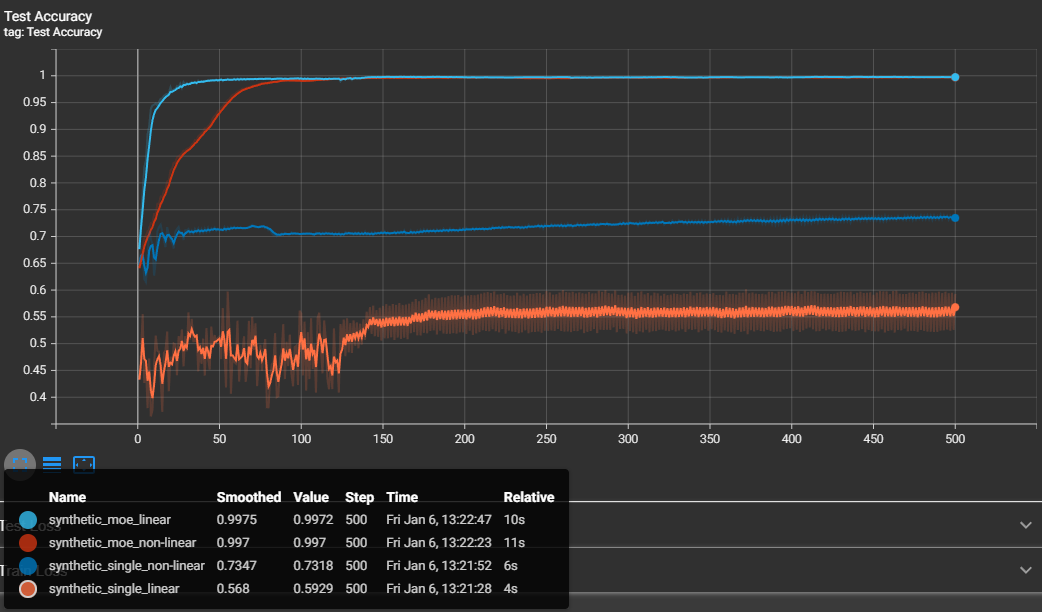 Test Accuracy
tag: Test Accuracy
1
0.95
0.9
0.85
0.8
0.75
0.7
0.65
0.6
0.55
0.5
0.45
0.4
0 50 100 150 200 250 300 350 400 450 500
Name Smoothed Value Step Time Relative
synthetic_moe_linear 0.9975 0.9972 500 Fri Jan 6, 13:22:47 10s
Test Loss
synthetic_moe_non-linear 0.997 0.997 500 Fri Jan 6, 13:22:23 11s
synthetic_single_non-linear 0.7347 0.7318 500 Fri Jan 6, 13:21:52 6s
Train Loss
synthetic_single_linear 0.568 0.5929 500 Fri Jan 6, 13:21:28 4s